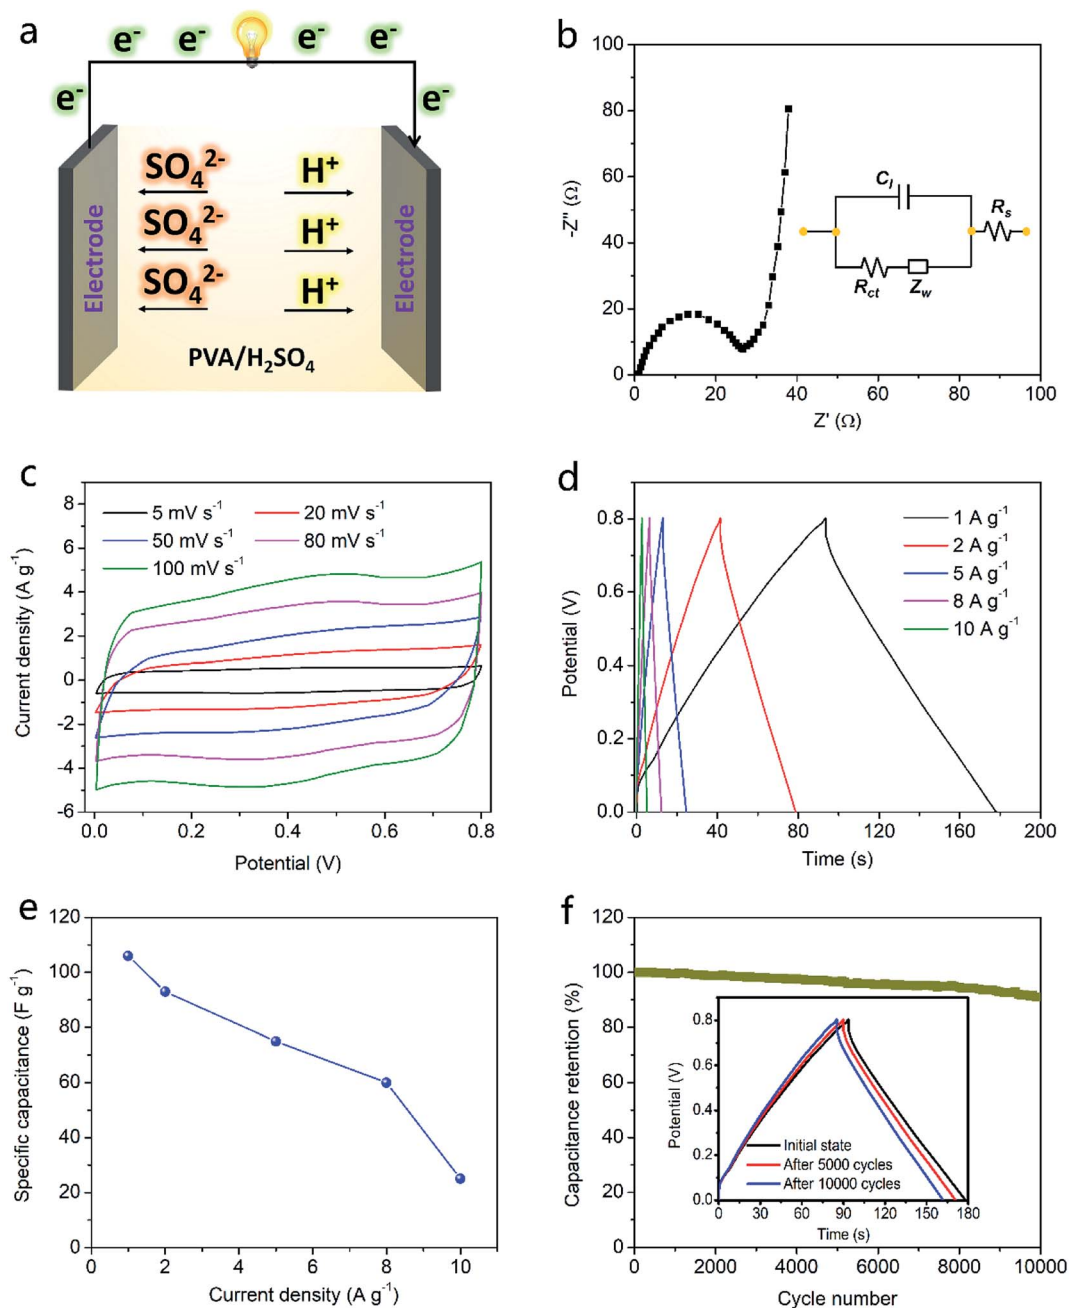 a
e⁻ e⁻ e⁻ e⁻
e⁻ e⁻
SO₄²⁻ H⁺
SO₄²⁻ H⁺
SO₄²⁻ H⁺
Electrode
Electrode
PVA/H₂SO₄
b
100
80
60
40
20
0
-Z'' (Ω)
0 20 40 60 80 100
Z' (Ω)
Cₗ
Rₛ
R_ct Z_w
c
8
6
4
2
0
-2
-4
-6
Current density (A g⁻¹)
5 mV s⁻¹ 20 mV s⁻¹
50 mV s⁻¹ 80 mV s⁻¹
100 mV s⁻¹
0.0 0.2 0.4 0.6 0.8
Potential (V)
d
0.8
0.6
0.4
0.2
0.0
Potential (V)
1 A g⁻¹
2 A g⁻¹
5 A g⁻¹
8 A g⁻¹
10 A g⁻¹
0 40 80 120 160 200
Time (s)
e
120
100
80
60
40
20
0
Specific capacitance (F g⁻¹)
0 2 4 6 8 10
Current density (A g⁻¹)
f
120
100
80
60
40
20
0
Capacitance retention (%)
0.8
0.6
0.4
0.2
0.0
Potential (V)
Initial state
After 5000 cycles
After 10000 cycles
0 30 60 90 120 150 180
Time (s)
0 2000 4000 6000 8000 10000
Cycle number